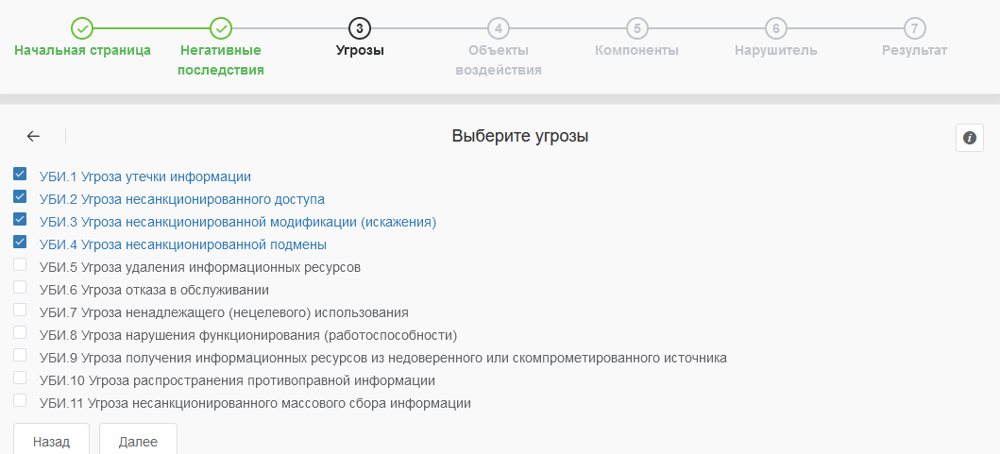 3 4 5 6 7
Начальная страница Негативные Угрозы Объекты Компоненты Нарушитель Результат
последствия воздействия
Выберите угрозы
УБИ.1 Угроза утечки информации
УБИ.2 Угроза несанкционированного доступа
УБИ.3 Угроза несанкционированной модификации (искажения)
УБИ.4 Угроза несанкционированной подмены
УБИ.5 Угроза удаления информационных ресурсов
УБИ.6 Угроза отказа в обслуживании
УБИ.7 Угроза ненадлежащего (нецелевого) использования
УБИ.8 Угроза нарушения функционирования (работоспособности)
УБИ.9 Угроза получения информационных ресурсов из недоверенного или скомпрометированного источника
УБИ.10 Угроза распространения противоправной информации
УБИ.11 Угроза несанкционированного массового сбора информации
Назад Далее